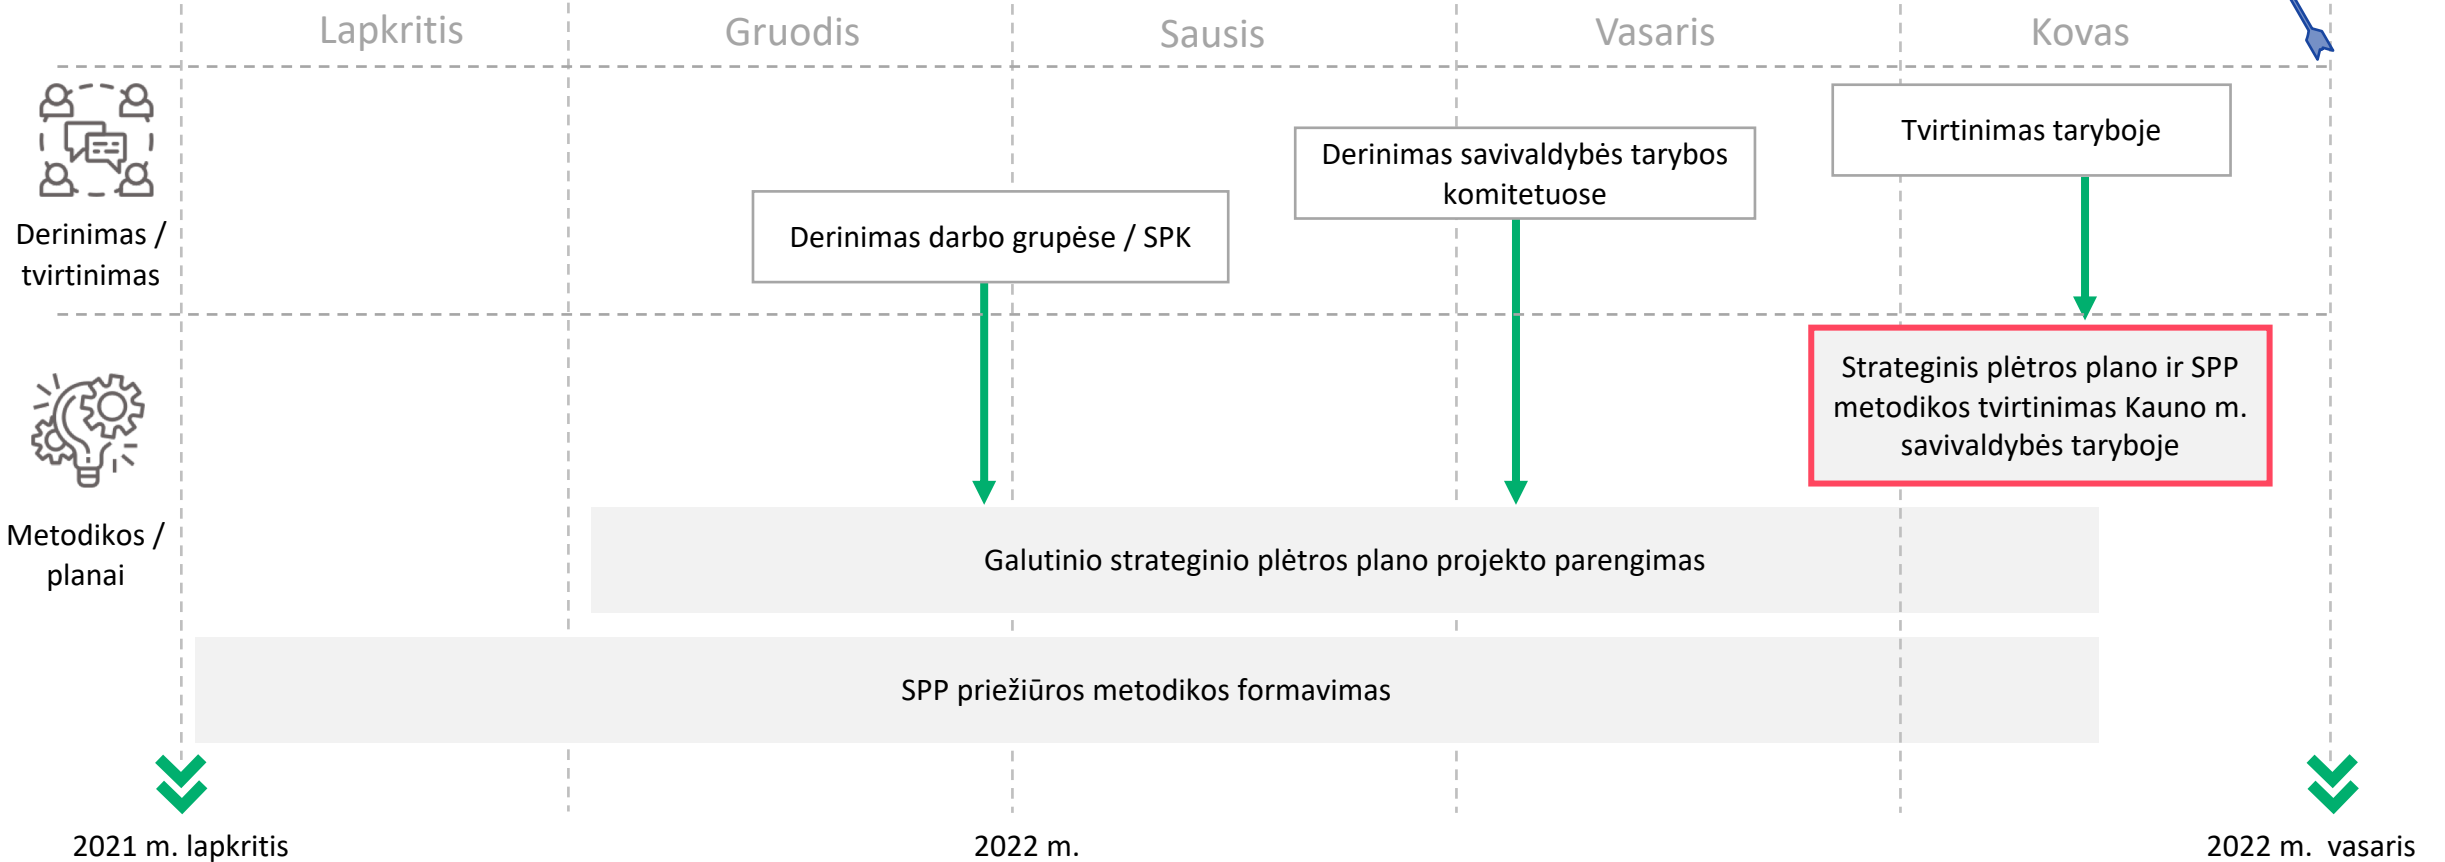 Lapkritis
Gruodis
Sausis
Vasaris
Kovas
Derinimas /
tvirtinimas
Derinimas darbo grupėse / SPK
Derinimas savivaldybės tarybos
komitetuose
Tvirtinimas taryboje
Metodikos /
planai
Strateginis plėtros plano ir SPP
metodikos tvirtinimas Kauno m.
savivaldybės taryboje
Galutinio strateginio plėtros plano projekto parengimas
SPP priežiūros metodikos formavimas
2021 m. lapkritis
2022 m.
2022 m. vasaris